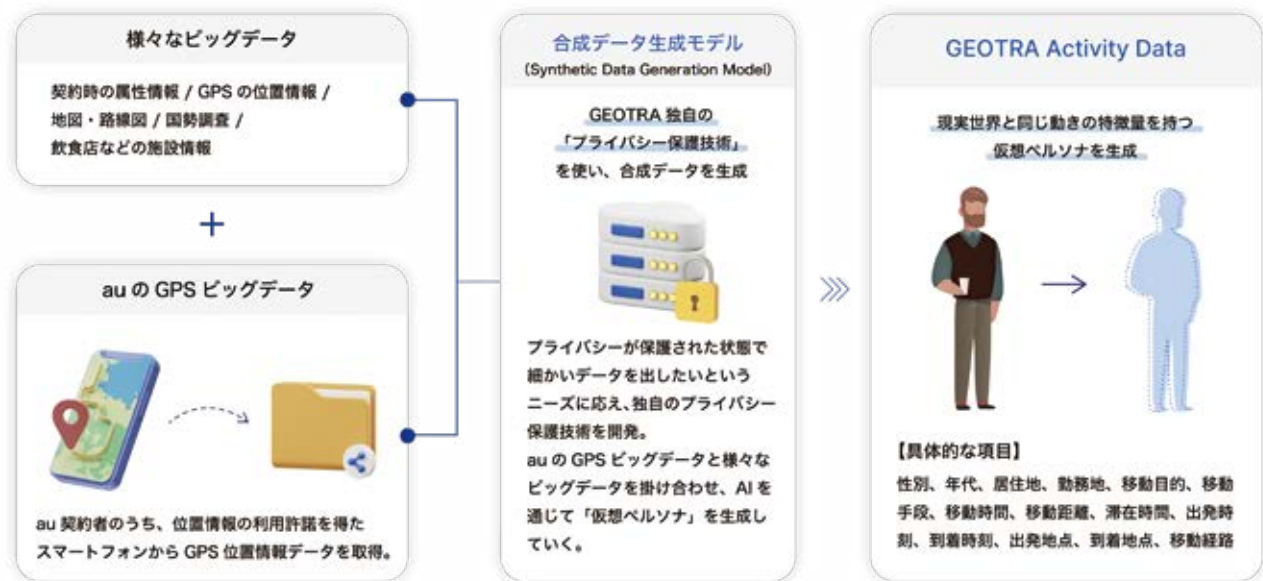 様々なビッグデータ
契約時の属性情報 / GPS の位置情報 /
地図・路線図 / 国勢調査 /
飲食店などの施設情報
+
au の GPS ビッグデータ
au 契約者のうち、位置情報の利用許諾を得た
スマートフォンから GPS 位置情報データを取得。
合成データ生成モデル
(Synthetic Data Generation Model)
GEOTRA 独自の
「プライバシー保護技術」
を使い、合成データを生成
プライバシーが保護された状態で
細かいデータを出したいという
ニーズに応え、独自のプライバシー
保護技術を開発。
au の GPS ビッグデータと様々な
ビッグデータを掛け合わせ、AI を
通じて「仮想ペルソナ」を生成し
ていく。
GEOTRA Activity Data
現実世界と同じ動きの特徴量を持つ
仮想ペルソナを生成
【具体的な項目】
性別、年代、居住地、勤務地、移動目的、移動
手段、移動時間、移動距離、滞在時間、出発時
刻、到着時刻、出発地点、到着地点、移動経路